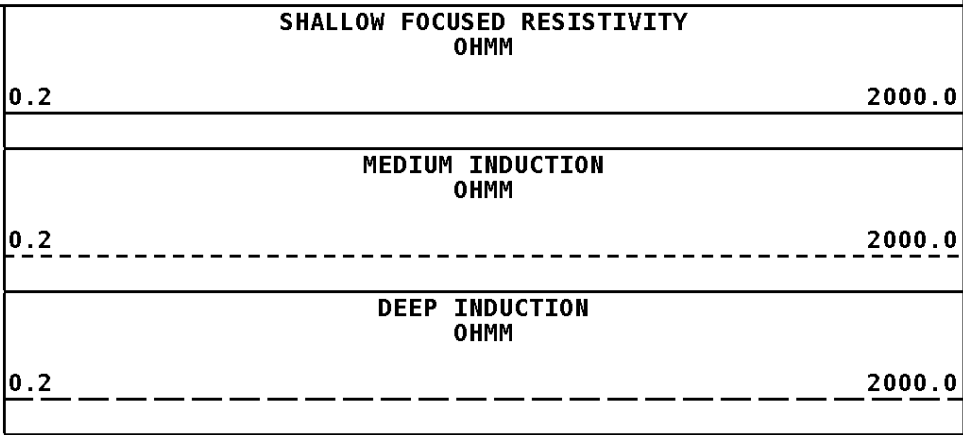 SHALLOW FOCUSED RESISTIVITY
OHMM
0.2 2000.0
MEDIUM INDUCTION
OHMM
0.2 2000.0
DEEP INDUCTION
OHMM
0.2 2000.0